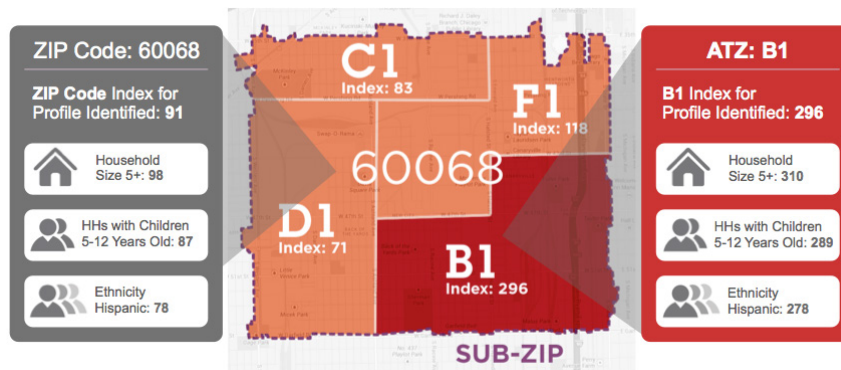 ZIP Code: 60068
ZIP Code Index for
Profile Identified: 91
Household
Size 5+: 98
HHs with Children
5-12 Years Old: 87
Ethnicity
Hispanic: 78
C1
Index: 83
F1
Index: 118
60068
D1
Index: 71
B1
Index: 296
SUB-ZIP
ATZ: B1
B1 Index for
Profile Identified: 296
Household
Size 5+: 310
HHs with Children
5-12 Years Old: 289
Ethnicity
Hispanic: 278